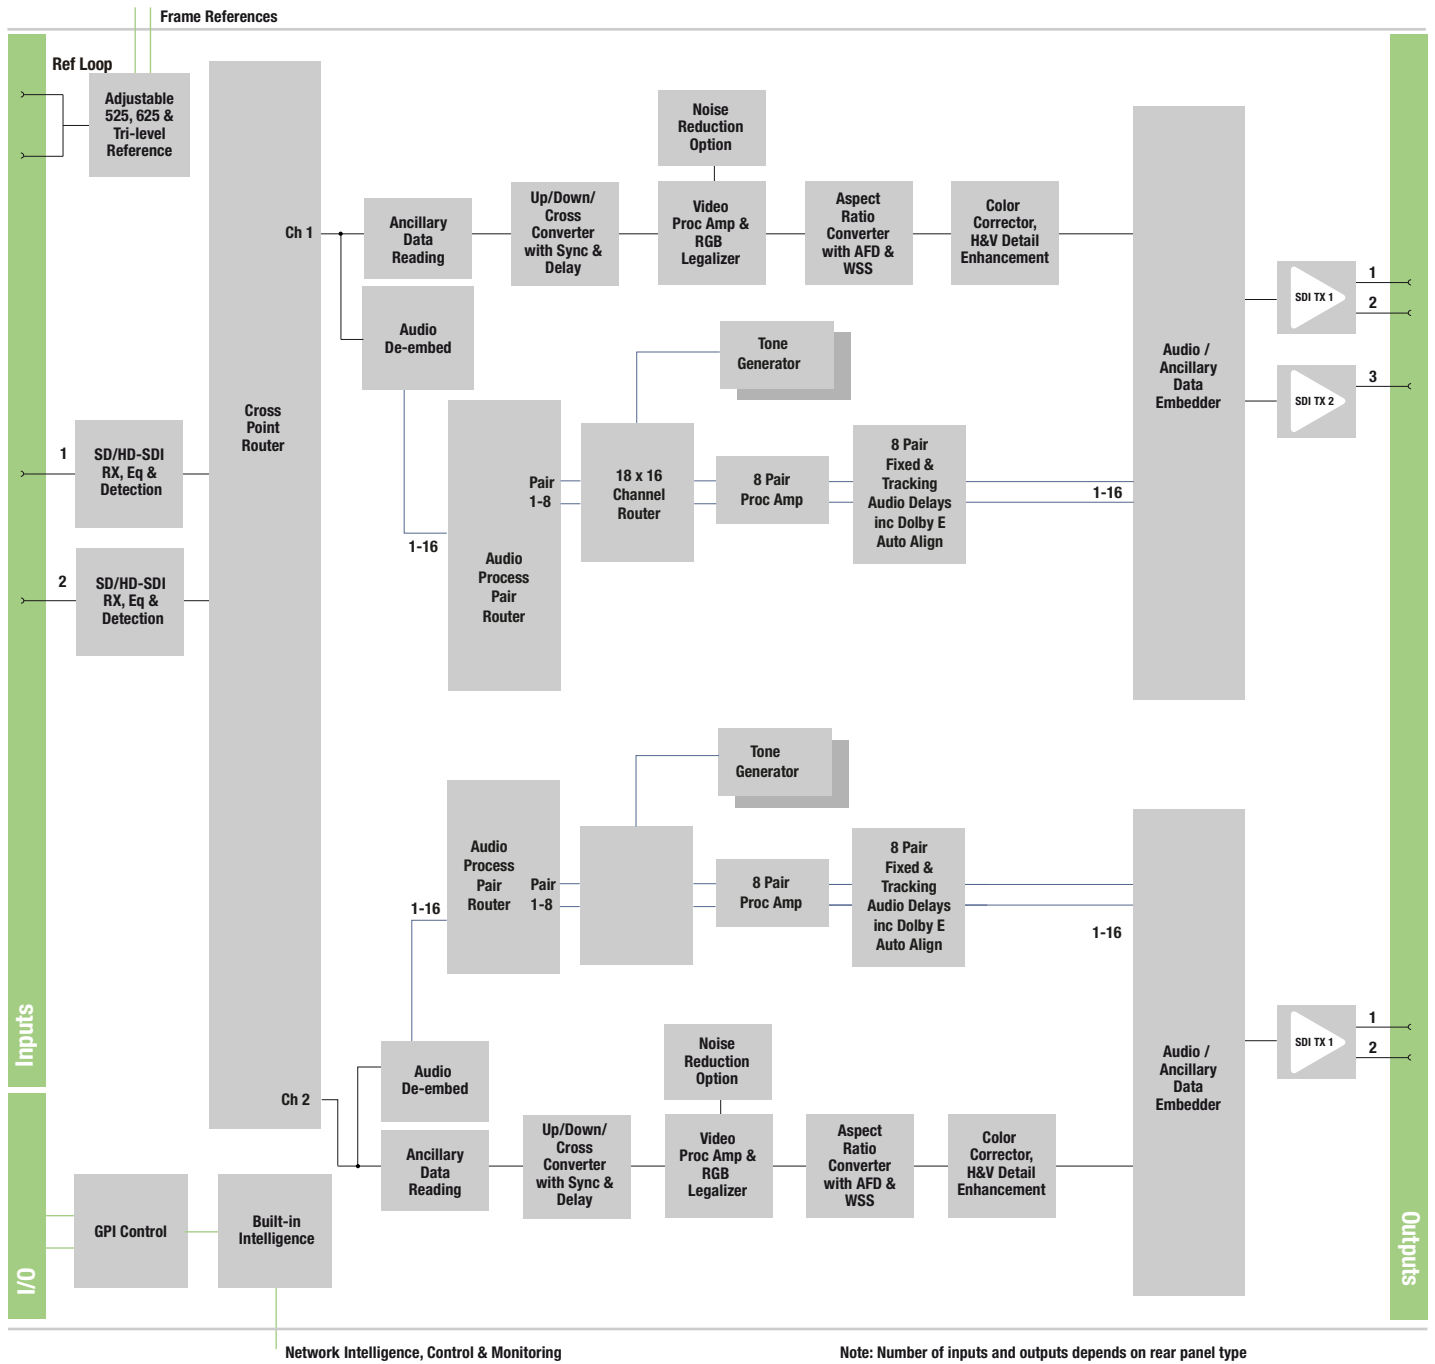 Frame References
Ref Loop
Adjustable
525, 625 &
Tri-level
Reference
Noise
Reduction
Option
Ch 1
Ancillary
Data
Reading
Up/Down/
Cross
Converter
with Sync &
Delay
Video
Proc Amp &
RGB
Legalizer
Aspect
Ratio
Converter
with AFD &
WSS
Color
Corrector,
H&V Detail
Enhancement
Audio
De-embed
Tone
Generator
SDI TX 1
1
2
SDI TX 2
3
Audio /
Ancillary
Data
Embedder
Cross
Point
Router
1
SD/HD-SDI
RX, Eq &
Detection
2
SD/HD-SDI
RX, Eq &
Detection
1-16
Audio
Process
Pair
Router
Pair
1-8
18 x 16
Channel
Router
8 Pair
Proc Amp
8 Pair
Fixed &
Tracking
Audio Delays
inc Dolby E
Auto Align
1-16
Tone
Generator
Audio
Process
Pair
Router
Pair
1-8
1-16
8 Pair
Proc Amp
8 Pair
Fixed &
Tracking
Audio Delays
inc Dolby E
Auto Align
1-16
Inputs
Audio
De-embed
Noise
Reduction
Option
Ch 2
Ancillary
Data
Reading
Up/Down/
Cross
Converter
with Sync &
Delay
Video
Proc Amp &
RGB
Legalizer
Aspect
Ratio
Converter
with AFD &
WSS
Color
Corrector,
H&V Detail
Enhancement
Audio /
Ancillary
Data
Embedder
SDI TX 1
1
2
GPI Control
Built-in
Intelligence
I/O
Outputs
Network Intelligence, Control & Monitoring
Note: Number of inputs and outputs depends on rear panel type